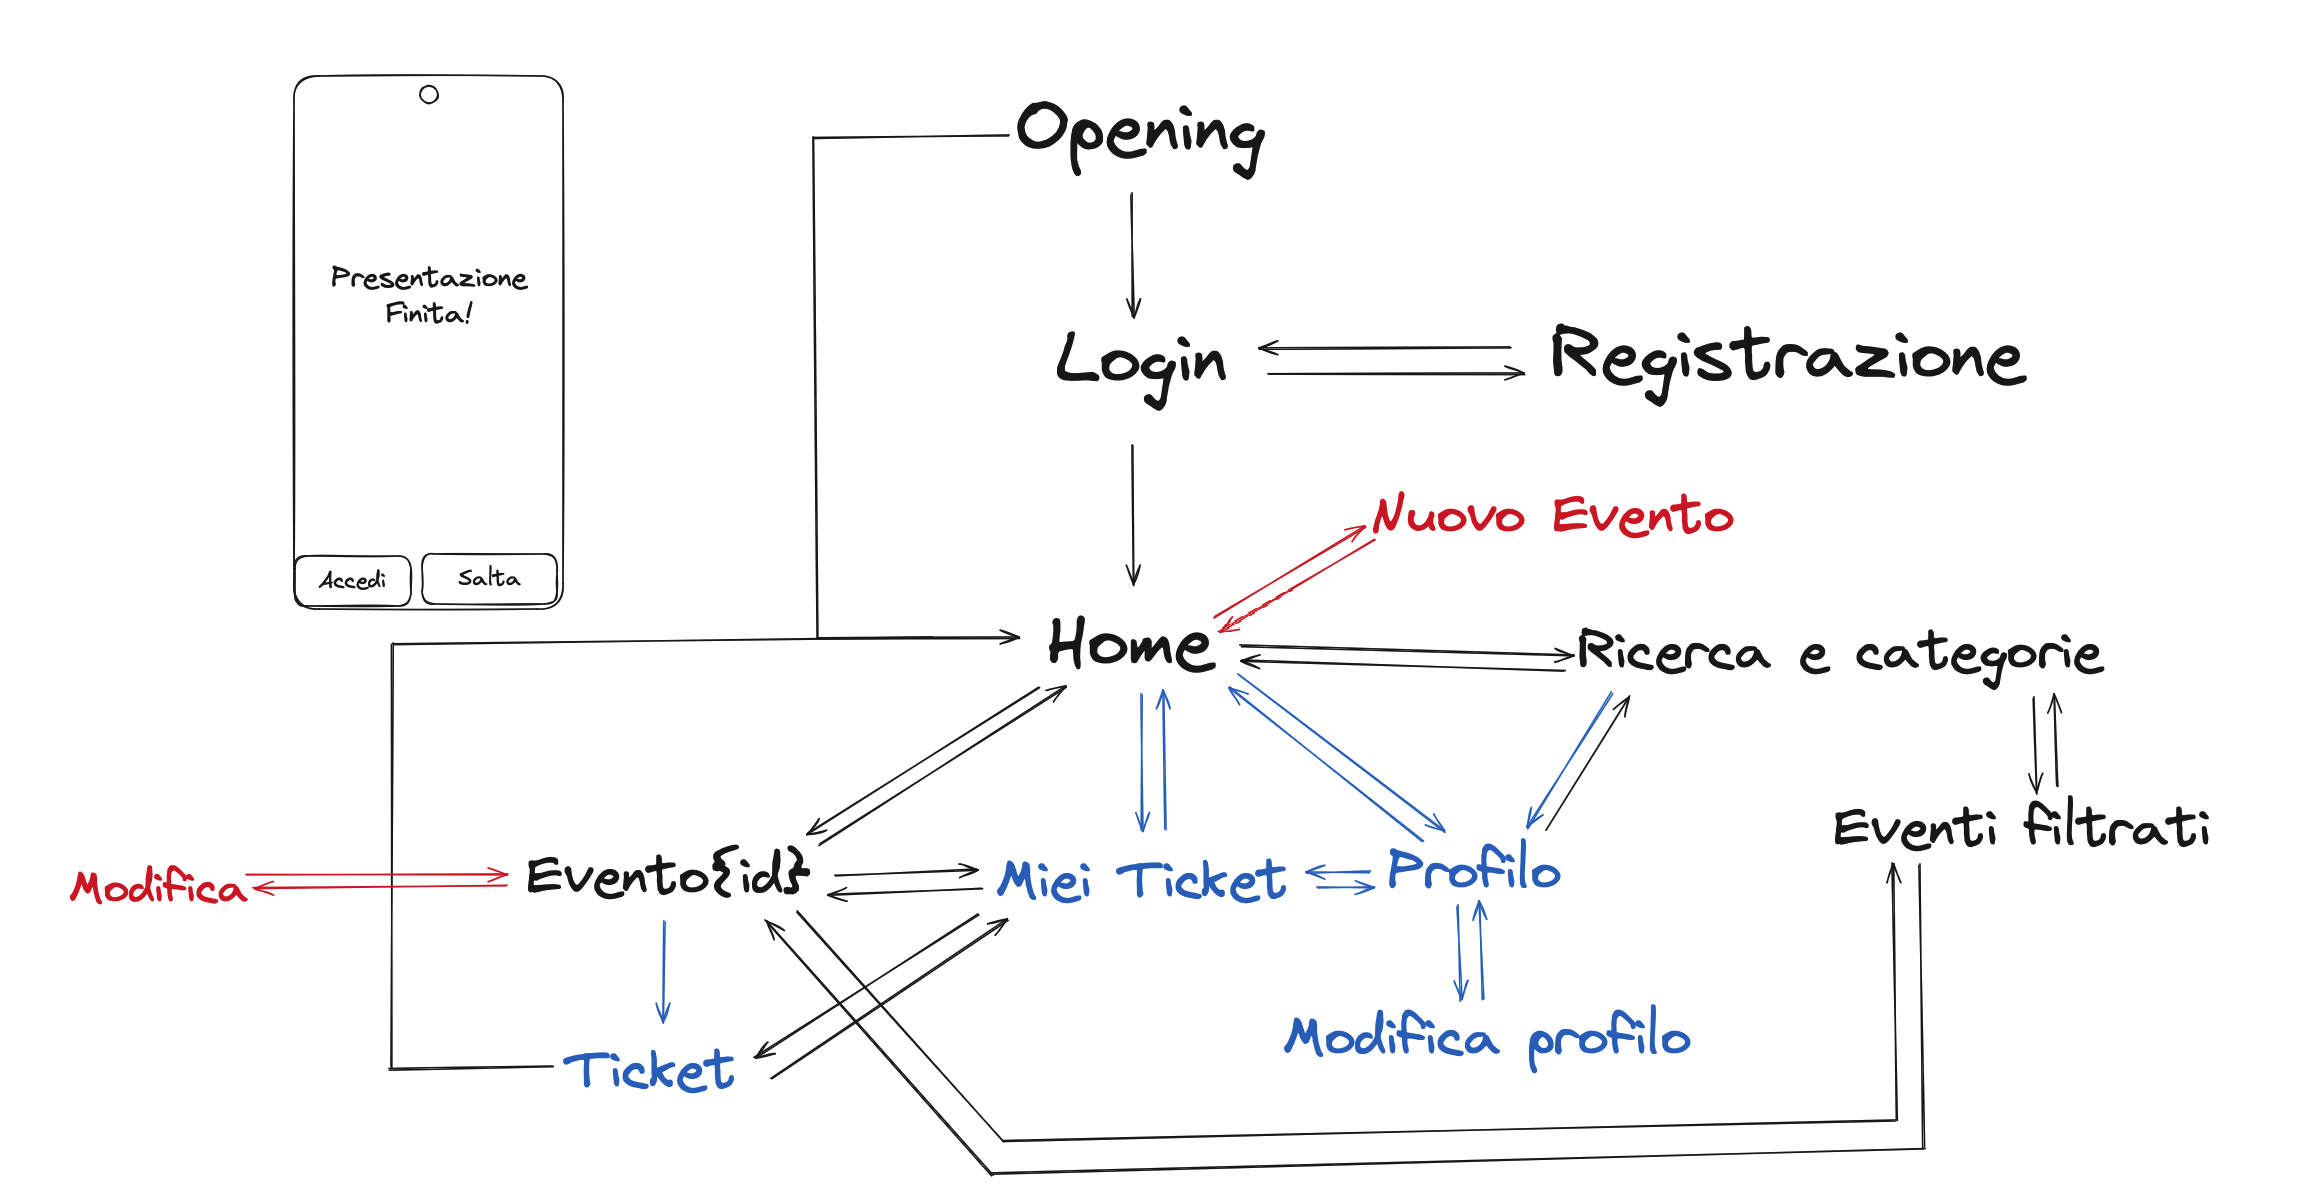 Opening
Presentazione
Finita!
Login
Registrazione
Nuovo Evento
Accedi
Salta
Home
Ricerca e categorie
Eventi filtrati
Modifica
Evento{id}
Miei Ticket
Profilo
Modifica profilo
Ticket